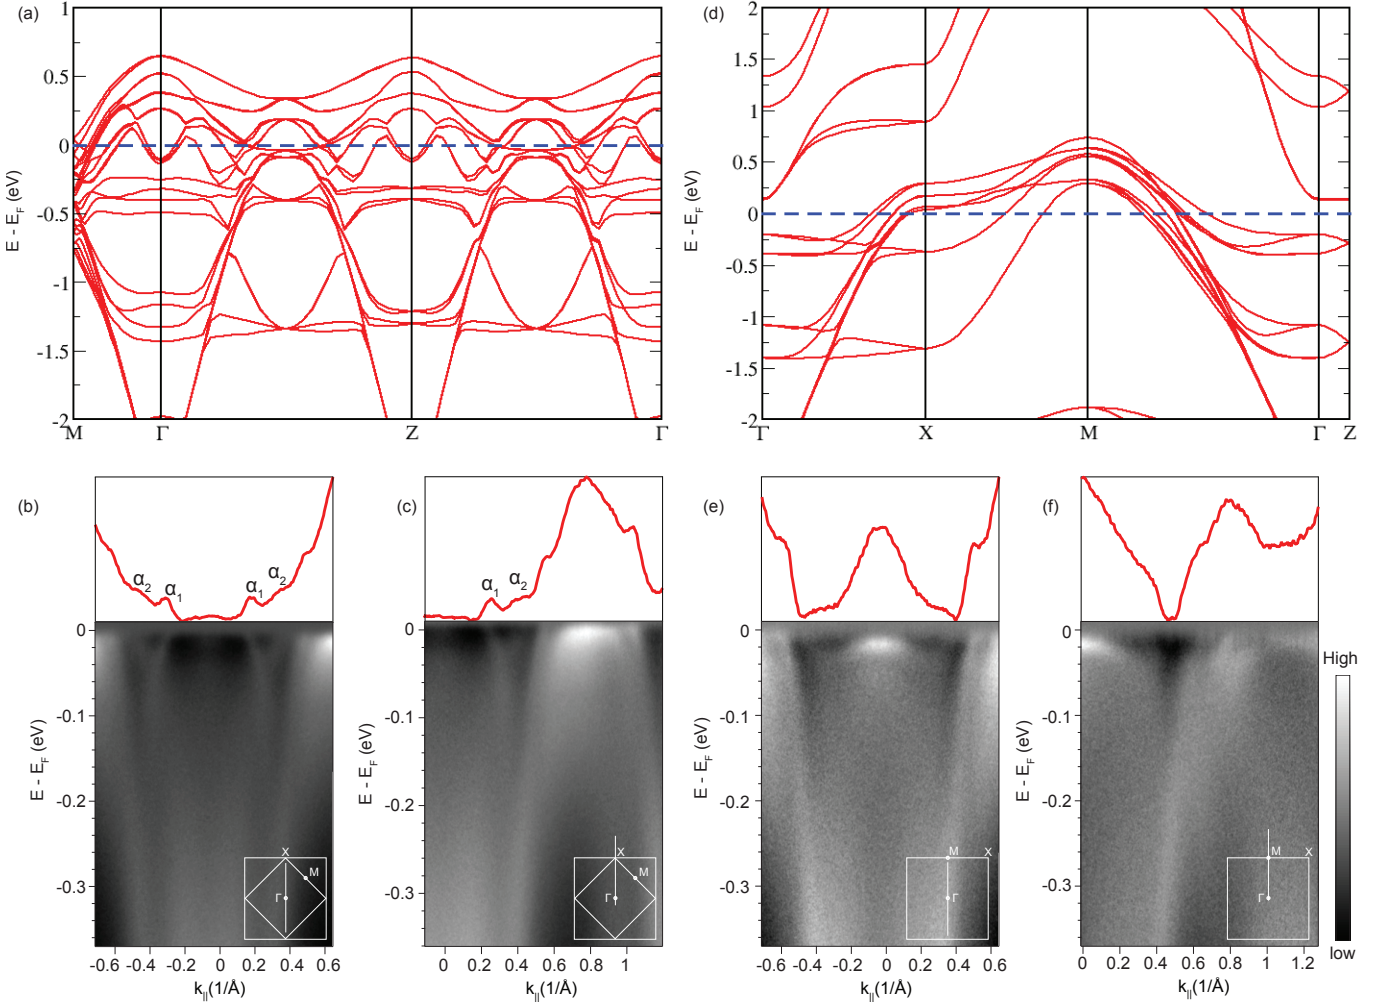 (a)
1
0.5
0
-0.5
-1
-1.5
-2
E - E_F (eV)
M Γ Z Γ
(d)
2
1.5
1
0.5
0
-0.5
-1
-1.5
-2
E - E_F (eV)
Γ X M Γ Z
(b)
α₂ α₁ α₁ α₂
0
-0.1
-0.2
-0.3
E - E_F (eV)
X
M
Γ
-0.6 -0.4 -0.2 0 0.2 0.4 0.6
k_||(1/Å)
(c)
α₁ α₂
0
-0.1
-0.2
-0.3
E - E_F (eV)
X
M
Γ
0 0.2 0.4 0.6 0.8 1
k_||(1/Å)
(e)
0
-0.1
-0.2
-0.3
E - E_F (eV)
M X
Γ
-0.6 -0.4 -0.2 0 0.2 0.4 0.6
k_||(1/Å)
(f)
0
-0.1
-0.2
-0.3
E - E_F (eV)
M X
Γ
0 0.2 0.4 0.6 0.8 1 1.2
k_||(1/Å)
High
low